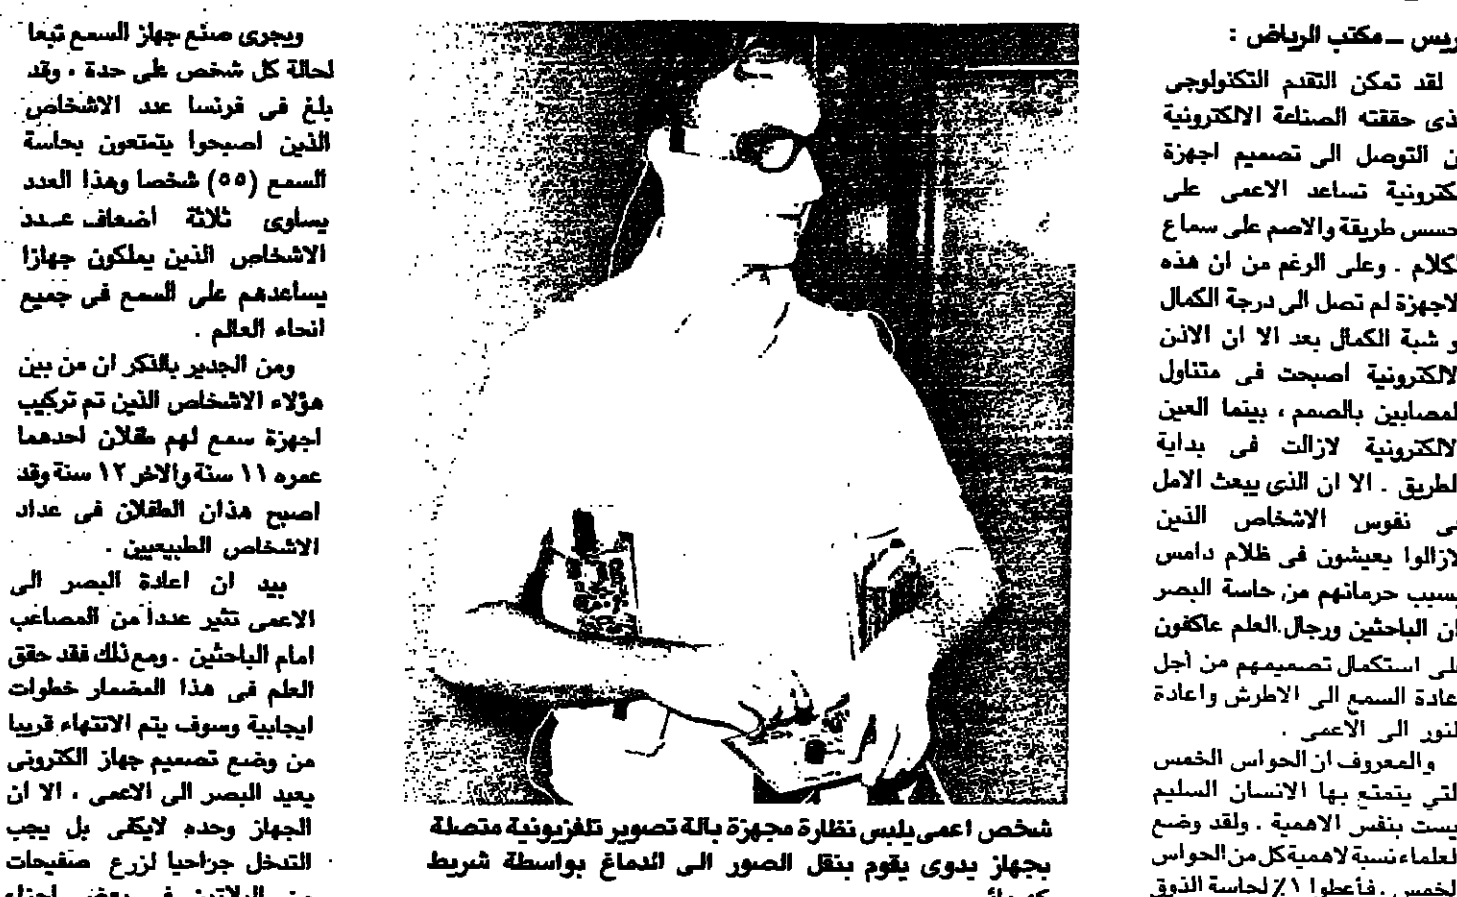 ريس ــ مكتب الرياض :
لقد تمكن التقدم التكنولوجى
ذى حققته الصناعة الالكترونية
ن التوصل الى تصميم اجهزة
كترونية تساعد الاعمى على
حسس طريقة والاصم على سماع
كلام . وعلى الرغم من ان هذه
لاجهزة لم تصل الى درجة الكمال
و شبة الكمال بعد الا ان الاذن
لالكترونية اصبحت فى متناول
لمصابين بالصمم ، بينما العين
لالكترونية لازالت فى بداية
لطريق . الا ان الذى يبعث الامل
ى نفوس الاشخاص الذين
لازالوا يعيشون فى ظلام دامس
بسبب حرمانهم من حاسة البصر
ن الباحثين ورجال العلم عاكفون
لى استكمال تصميمهم من أجل
عادة السمع الى الاطرش واعادة
لنور الى الأعمى .
والمعروف ان الحواس الخمس
لتي يتمتع بها الانسان السليم
يست بنفس الاهمية . ولقد وضع
لعلماء نسبة لاهمية كل من الحواس
لخمس . فأعطوا ١٪ لحاسة الذوق
شخص اعمى يلبس نظارة مجهزة بالة تصوير تلفزيونية متصلة
بجهاز يدوى يقوم بنقل الصور الى الدماغ بواسطة شريط
ويجرى صنع جهاز السمع تبعا
لحالة كل شخص على حدة . وقد
بلغ فى فرنسا عدد الاشخاص
الذين اصبحوا يتمتعون بحاسة
السمع (٥٥) شخصا وهذا العدد
يساوى ثلاثة اضعاف عدد
الاشخاص الذين يملكون جهازا
يساعدهم على السمع فى جميع
انحاء العالم .
ومن الجدير بالذكر ان من بين
هؤلاء الاشخاص الذين تم تركيب
اجهزة سمع لهم طفلان احدهما
عمره ١١ سنة والاخر ١٢ سنة وقد
اصبح هذان الطفلان فى عداد
الاشخاص الطبيعيين .
بيد ان اعادة البصر الى
الاعمى تثير عددا من المصاعب
امام الباحثين . ومع ذلك فقد حقق
العلم فى هذا المضمار خطوات
ايجابية وسوف يتم الانتهاء قريبا
من وضع تصميم جهاز الكترونى
يعيد البصر الى الاعمى ، الا ان
الجهاز وحده لايكفى بل يجب
التدخل جراحيا لزرع صفيحات
من البلاتين فى بعض اجزاء